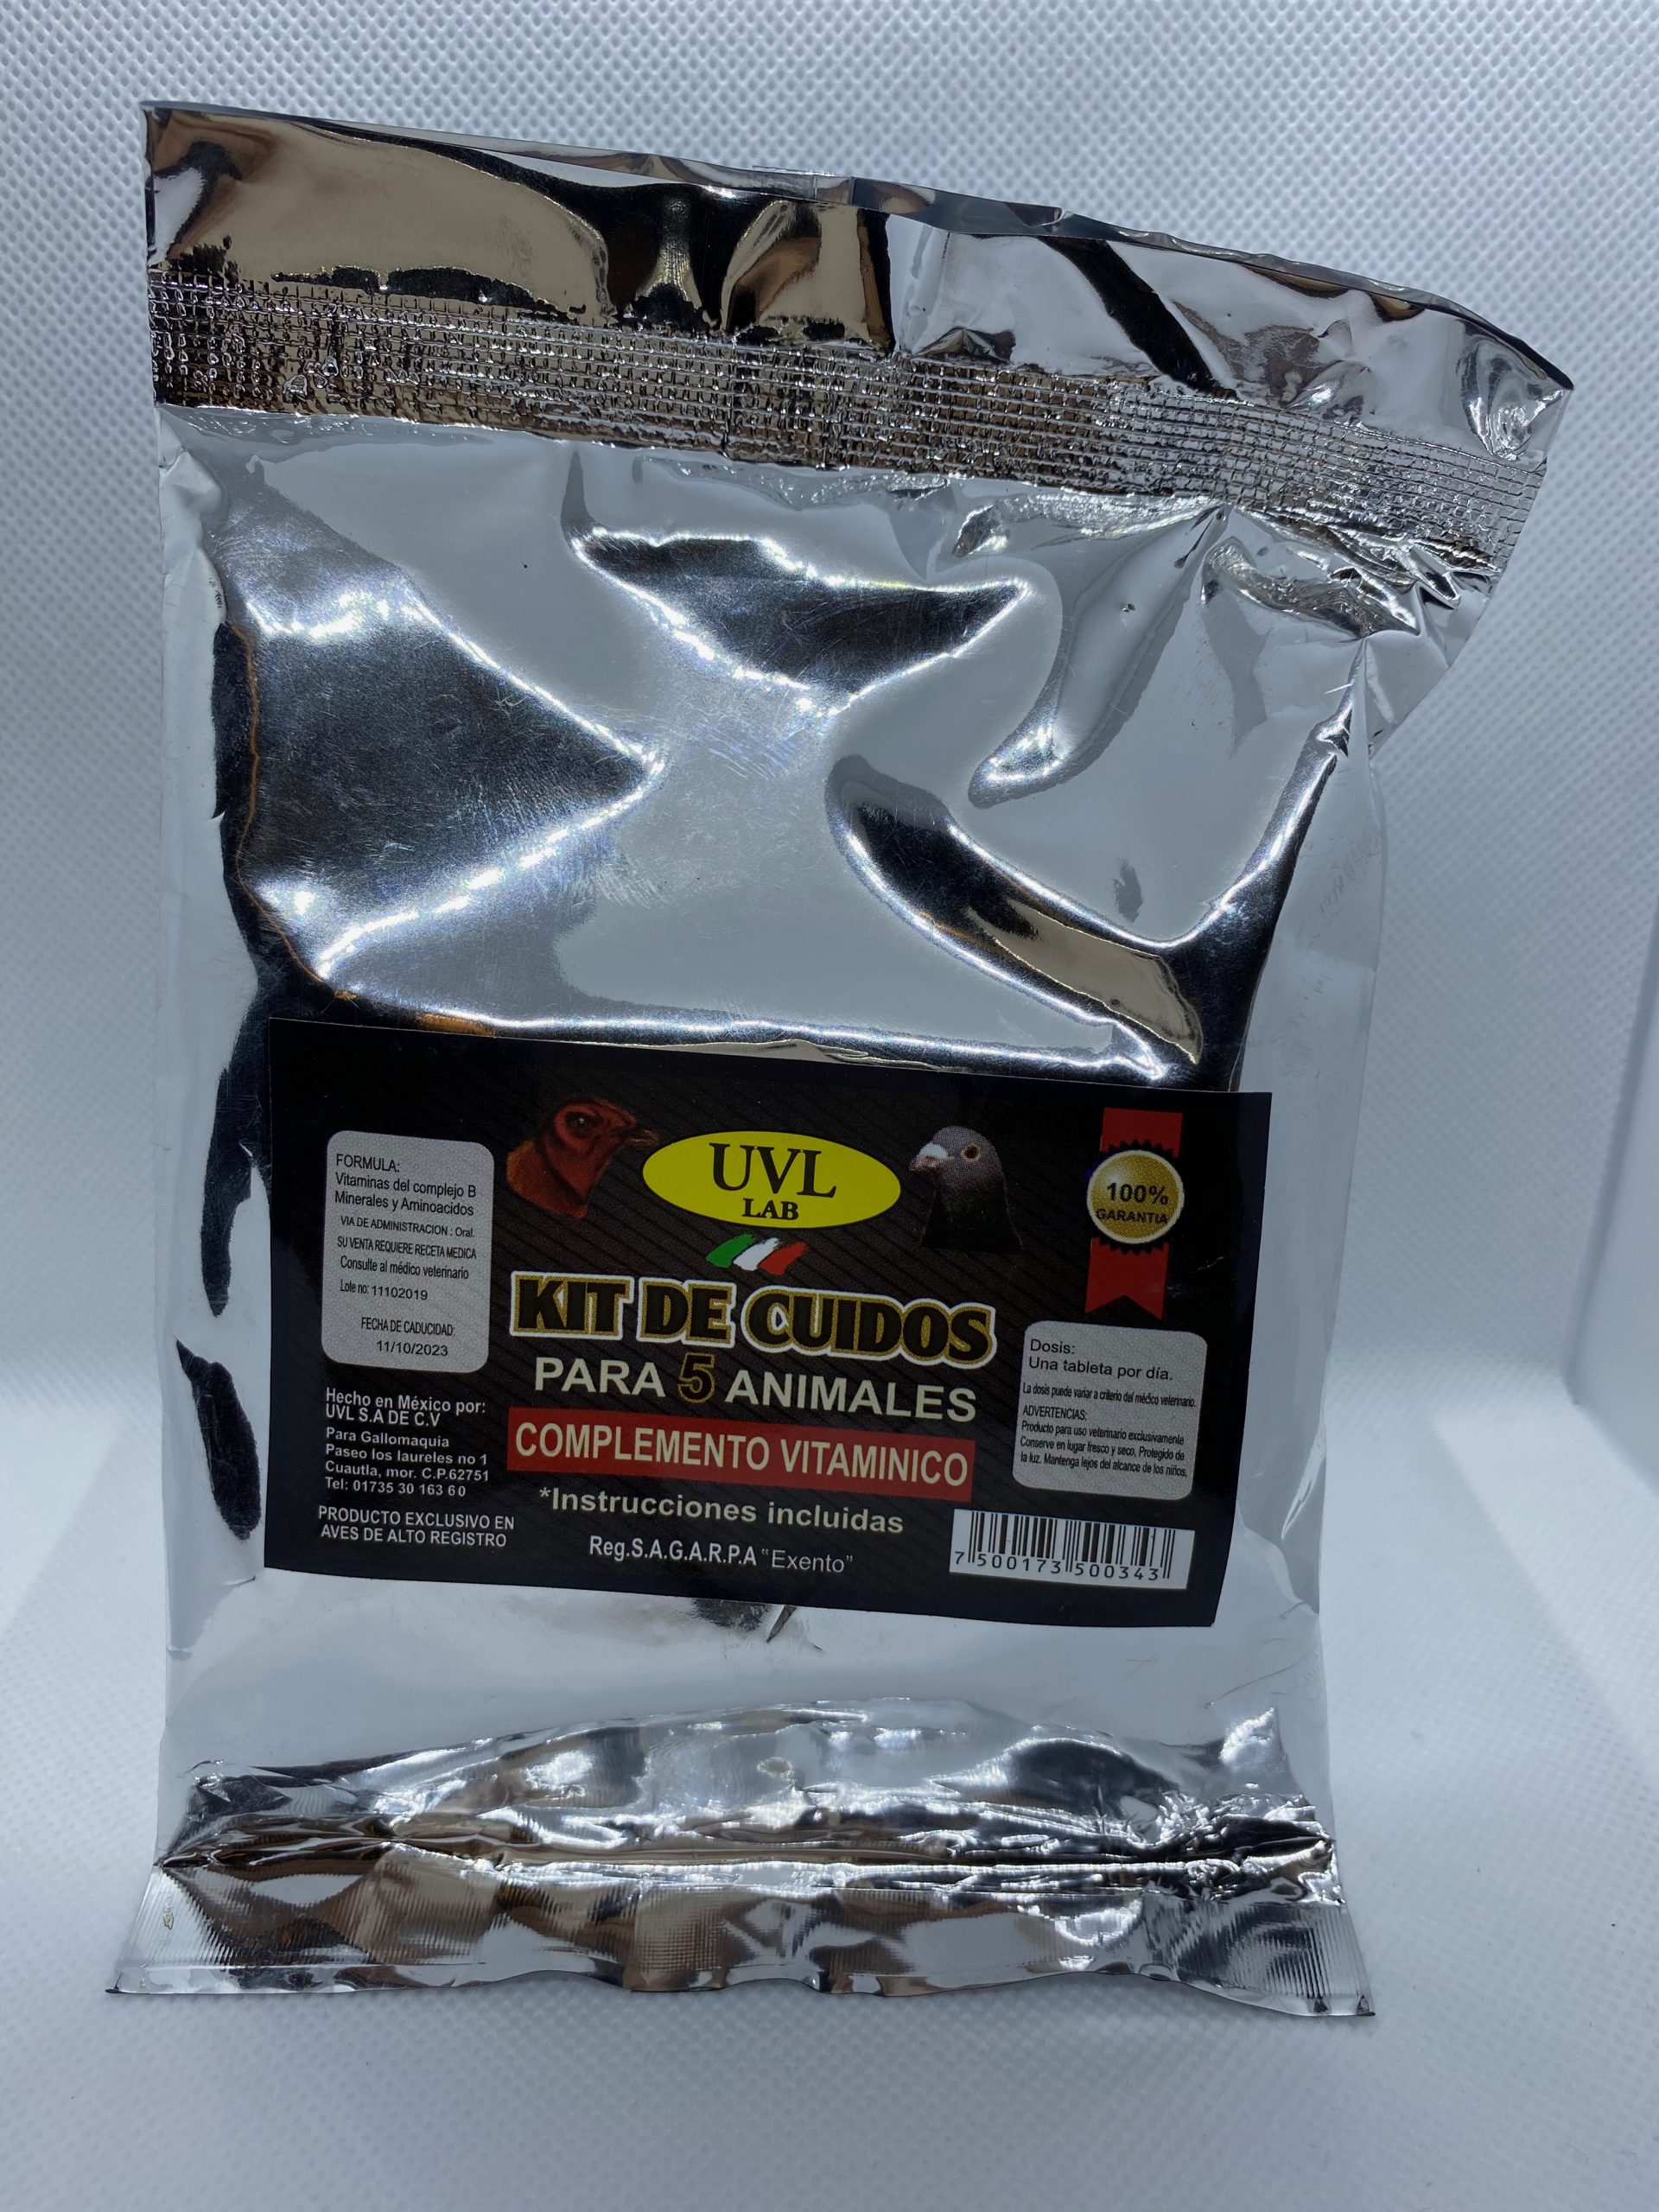 UVL
LAB
KIT DE CUIDOS
PARA 5 ANIMALES
COMPLEMENTO VITAMINICO
*Instrucciones incluidas
Reg.S.A.G.A.R.P.A "Exento"
FORMULA:
Vitaminas del complejo B
Minerales y Aminoacidos
VIA DE ADMINISTRACION : Oral.
SU VENTA REQUIERE RECETA MEDICA
Consulte al médico veterinario
Lote no: 11102019
FECHA DE CADUCIDAD:
11/10/2023
Hecho en México por:
UVL S.A DE C.V
Para Gallomaquia
Paseo los laureles no 1
Cuautla, mor. C.P.62751
Tel: 01735 30 163 60
PRODUCTO EXCLUSIVO EN
AVES DE ALTO REGISTRO
100%
GARANTIA
Dosis:
Una tableta por día.
La dosis puede variar a criterio del médico veterinario.
ADVERTENCIAS:
Producto para uso veterinario exclusivamente
Conserve en lugar fresco y seco, Protegido de
la luz. Mantenga lejos del alcance de los niños.
7 500173 500343